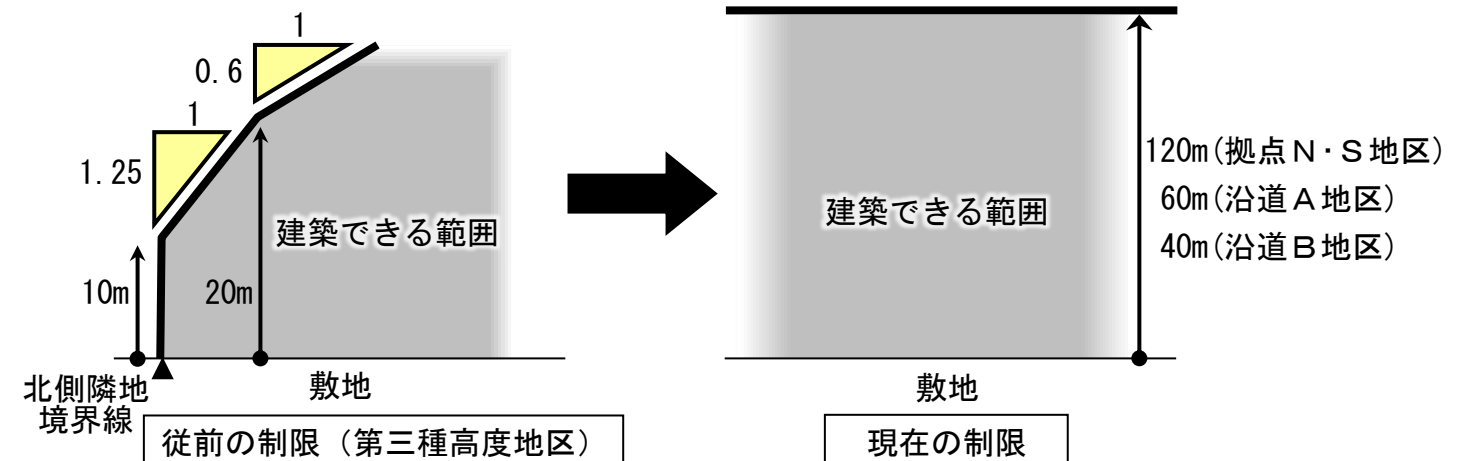 1
0.6
1
1.25
建築できる範囲
10m
20m
北側隣地
境界線
敷地
従前の制限（第三種高度地区）
建築できる範囲
120m(拠点Ｎ・Ｓ地区)
60m(沿道Ａ地区)
40m(沿道Ｂ地区)
敷地
現在の制限